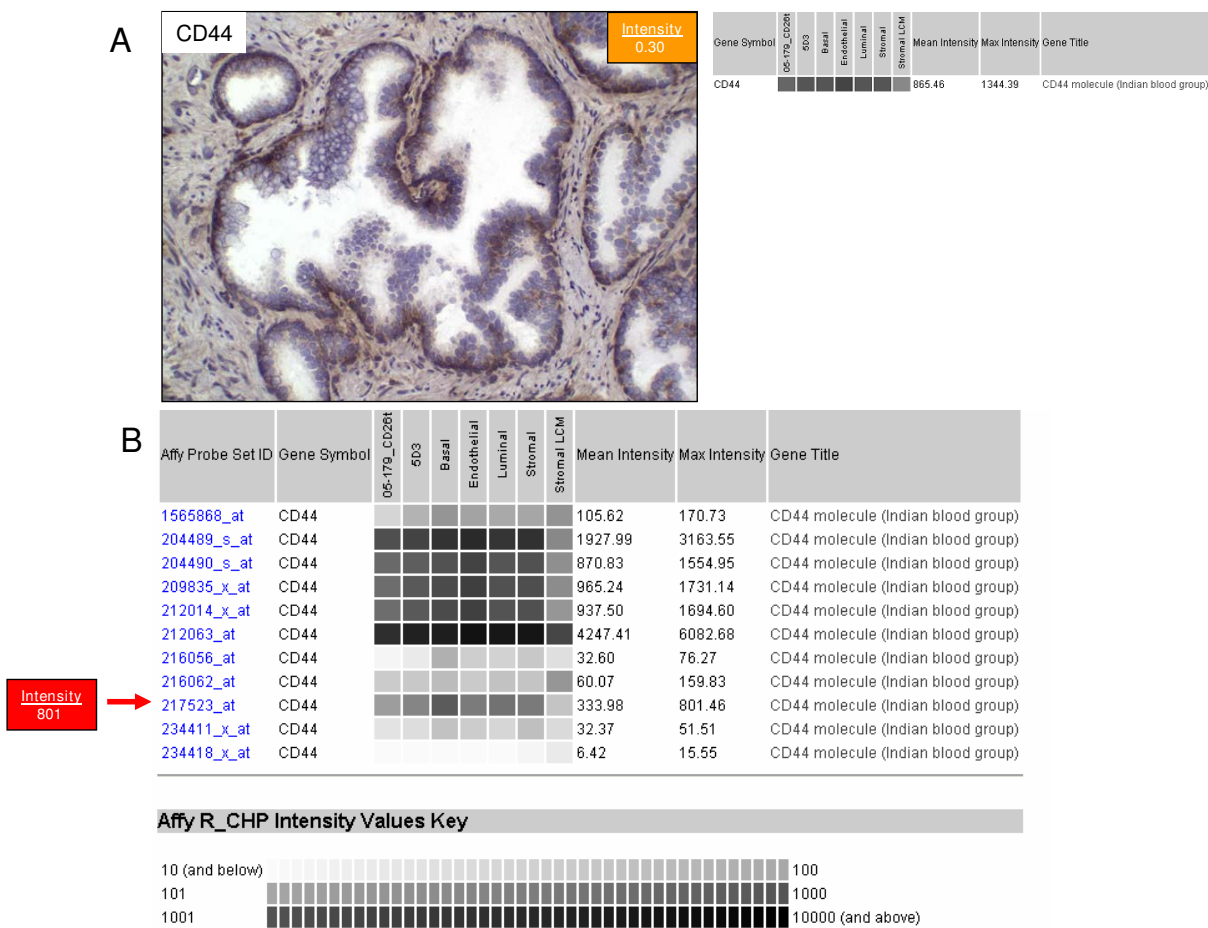 A
CD44
Intensity
0.30
Gene Symbol 05-179_CD26t 5D3 Basal Endothelial Luminal Stromal Stromal LCM Mean Intensity Max Intensity Gene Title
CD44 865.46 1344.39 CD44 molecule (Indian blood group)
B
Affy Probe Set ID Gene Symbol 05-179_CD26t 5D3 Basal Endothelial Luminal Stromal Stromal LCM Mean Intensity Max Intensity Gene Title
1565868_at CD44 105.62 170.73 CD44 molecule (Indian blood group)
204489_s_at CD44 1927.99 3163.55 CD44 molecule (Indian blood group)
204490_s_at CD44 870.83 1554.95 CD44 molecule (Indian blood group)
209835_x_at CD44 965.24 1731.14 CD44 molecule (Indian blood group)
212014_x_at CD44 937.50 1694.60 CD44 molecule (Indian blood group)
212063_at CD44 4247.41 6082.68 CD44 molecule (Indian blood group)
216056_at CD44 32.60 76.27 CD44 molecule (Indian blood group)
216062_at CD44 60.07 159.83 CD44 molecule (Indian blood group)
Intensity
801
217523_at CD44 333.98 801.46 CD44 molecule (Indian blood group)
234411_x_at CD44 32.37 51.51 CD44 molecule (Indian blood group)
234418_x_at CD44 6.42 15.55 CD44 molecule (Indian blood group)
Affy R_CHP Intensity Values Key
10 (and below) 100
101 1000
1001 10000 (and above)